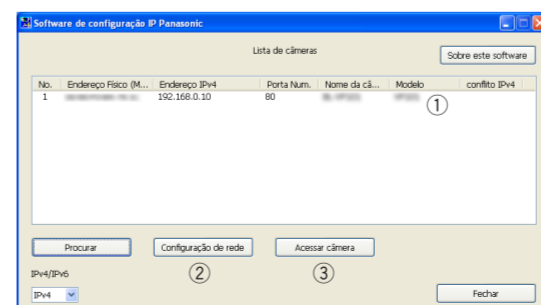 Software de configuração IP Panasonic
Lista de câmeras
Sobre este software
No. Endereço Físico (M... Endereço IPv4 Porta Num. Nome da câ... Modelo conflito IPv4
1 192.168.0.10 80
①
Procurar Configuração de rede Acessar câmera
② ③
IPv4/IPv6
IPv4 Fechar